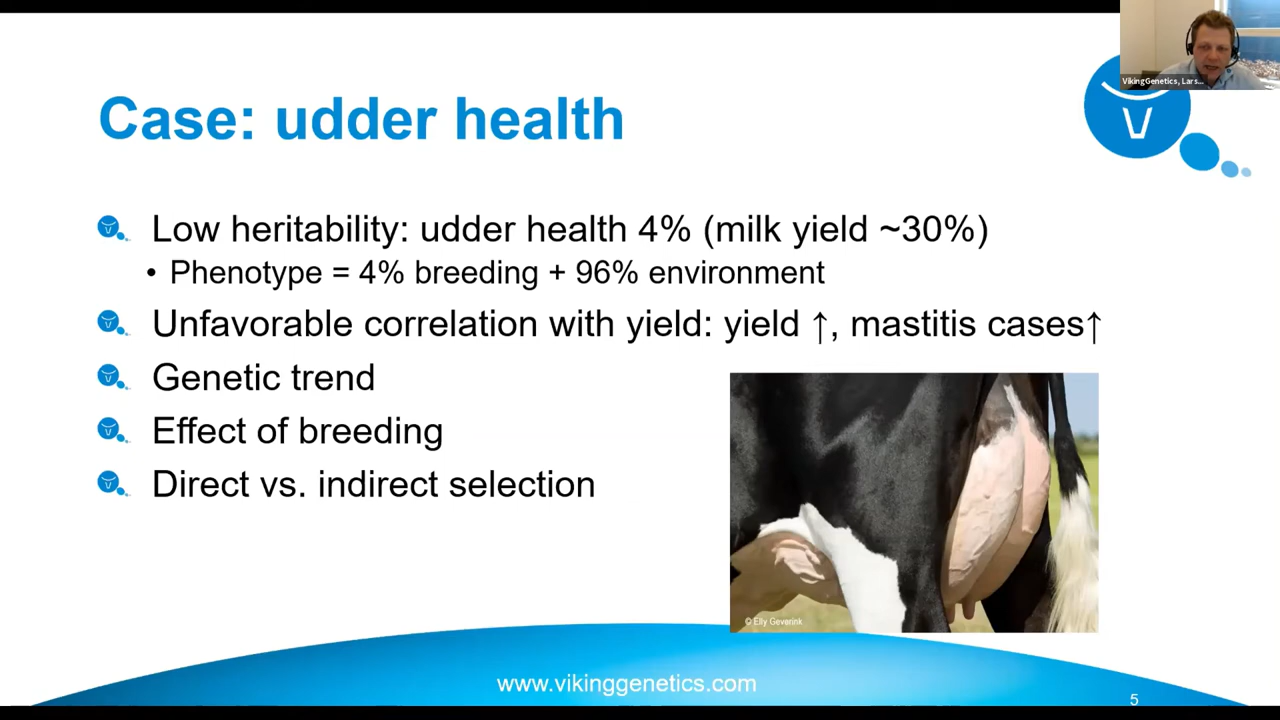 VikingGenetics, Lars...
Case: udder health
Low heritability: udder health 4% (milk yield ~30%)
• Phenotype = 4% breeding + 96% environment
Unfavorable correlation with yield: yield ↑, mastitis cases↑
Genetic trend
Effect of breeding
Direct vs. indirect selection
© Elly Geverink
www.vikinggenetics.com
5